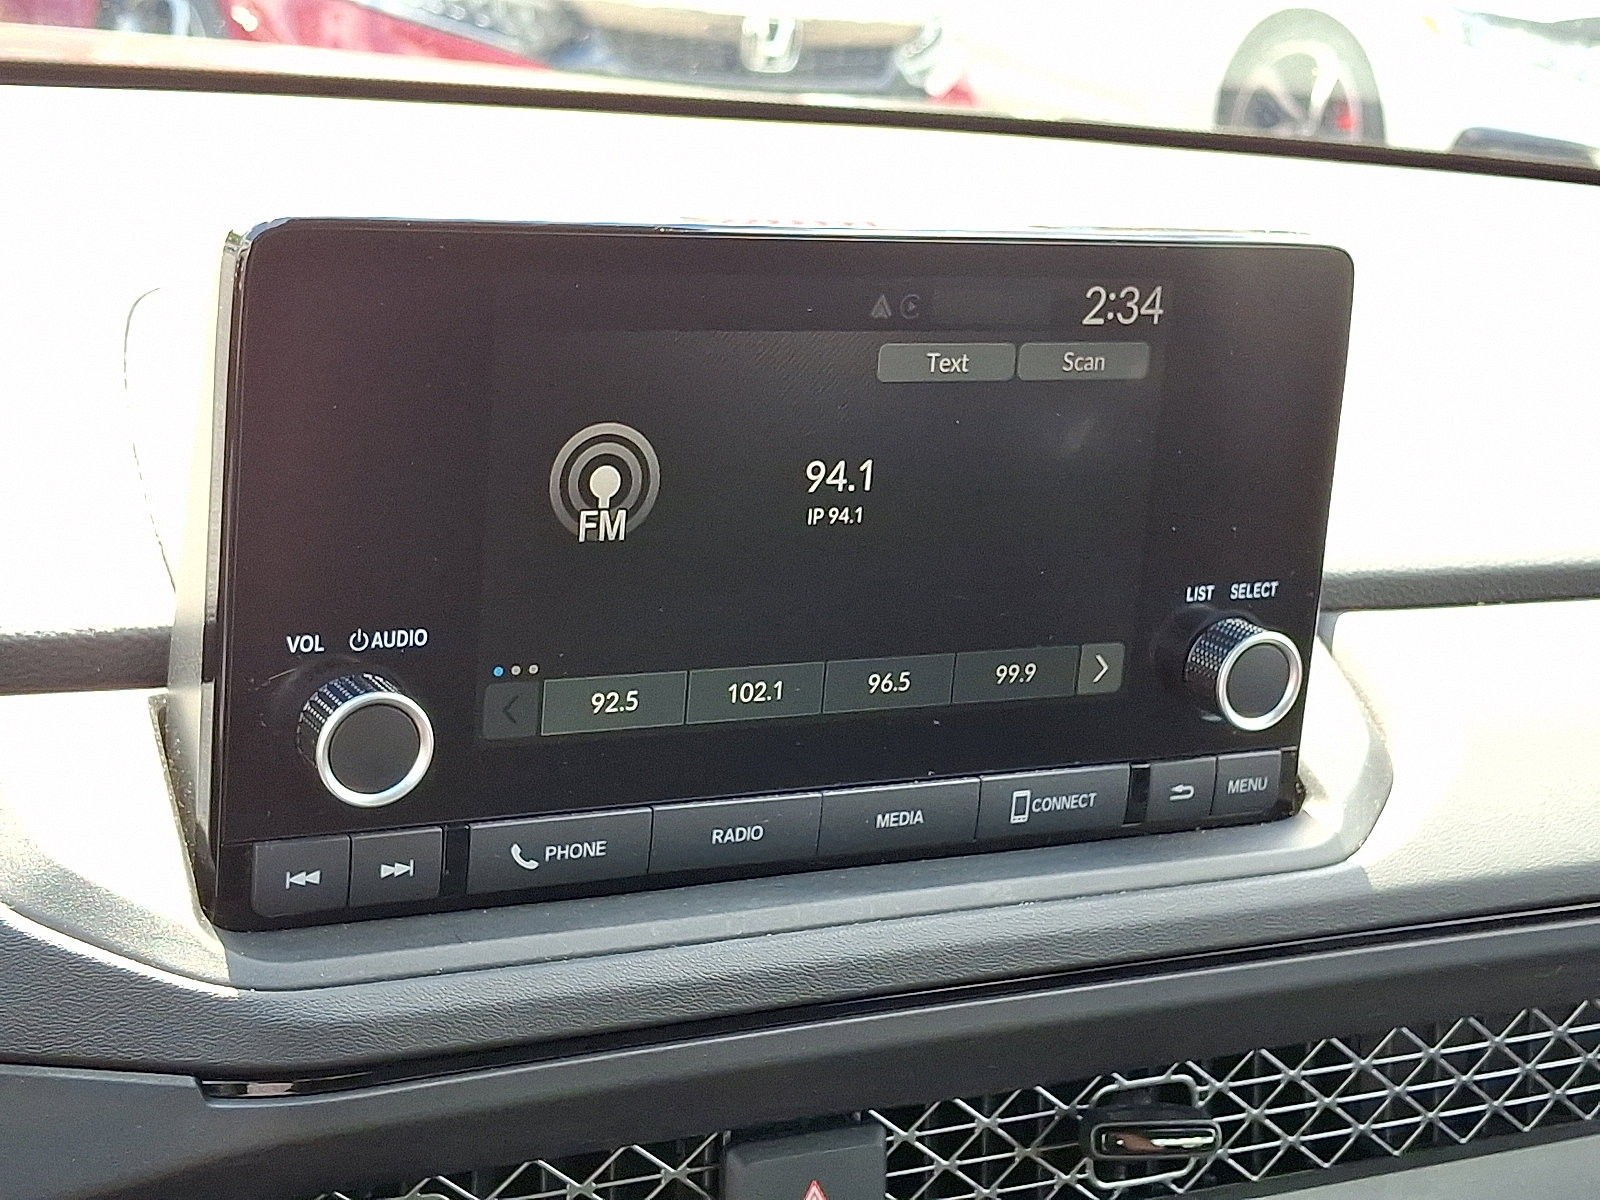 2:34
Text Scan
94.1
IP 94.1
FM
LIST SELECT
VOL AUDIO
92.5 102.1 96.5 99.9
PHONE RADIO MEDIA CONNECT MENU